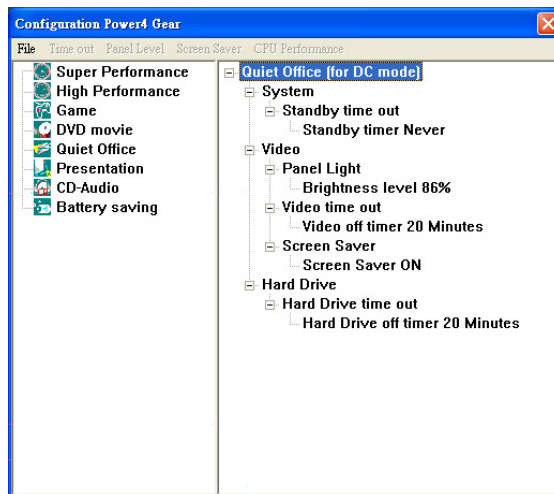 Configuration Power4 Gear
File Time out Panel Level Screen Saver CPU Performance
Super Performance
High Performance
Game
DVD movie
Quiet Office
Presentation
CD-Audio
Battery saving
Quiet Office (for DC mode)
System
Standby time out
Standby timer Never
Video
Panel Light
Brightness level 86%
Video time out
Video off timer 20 Minutes
Screen Saver
Screen Saver ON
Hard Drive
Hard Drive time out
Hard Drive off timer 20 Minutes